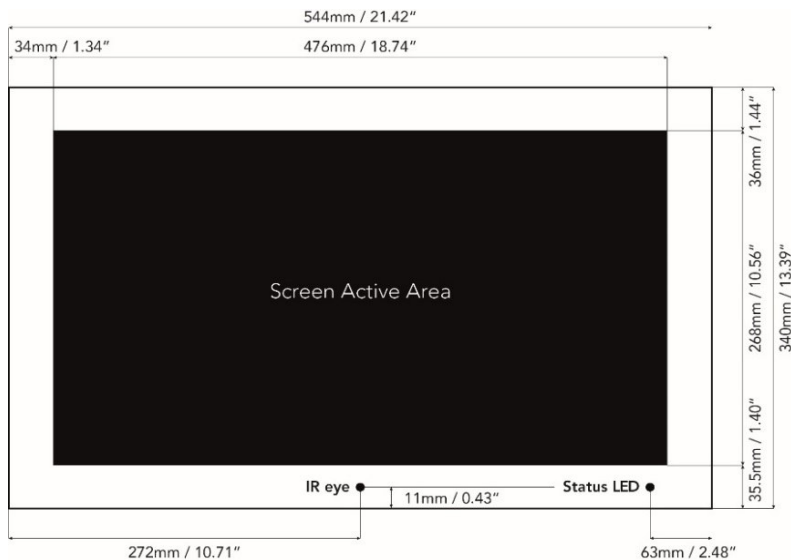 544mm / 21.42"
34mm / 1.34"
476mm / 18.74"
36mm / 1.44"
Screen Active Area
268mm / 10.56"
340mm / 13.39"
35.5mm / 1.40"
IR eye
Status LED
11mm / 0.43"
272mm / 10.71"
63mm / 2.48"